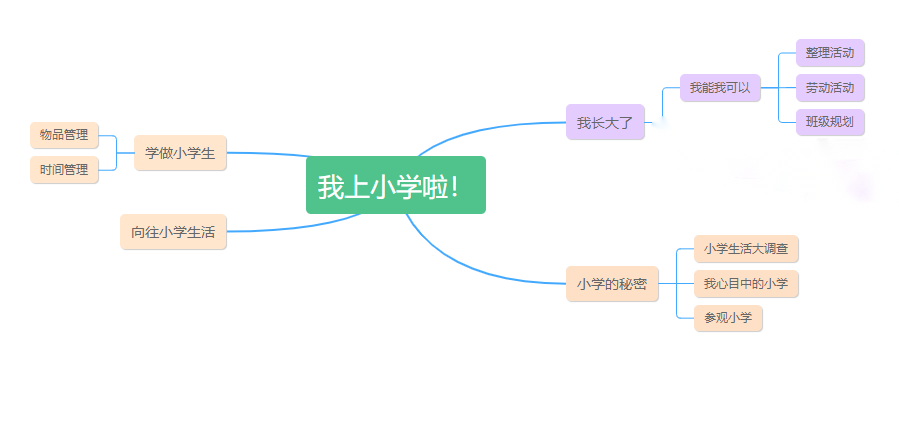 我上小学啦！
我长大了
我能我可以
整理活动
劳动活动
班级规划
小学的秘密
小学生活大调查
我心目中的小学
参观小学
学做小学生
物品管理
时间管理
向往小学生活